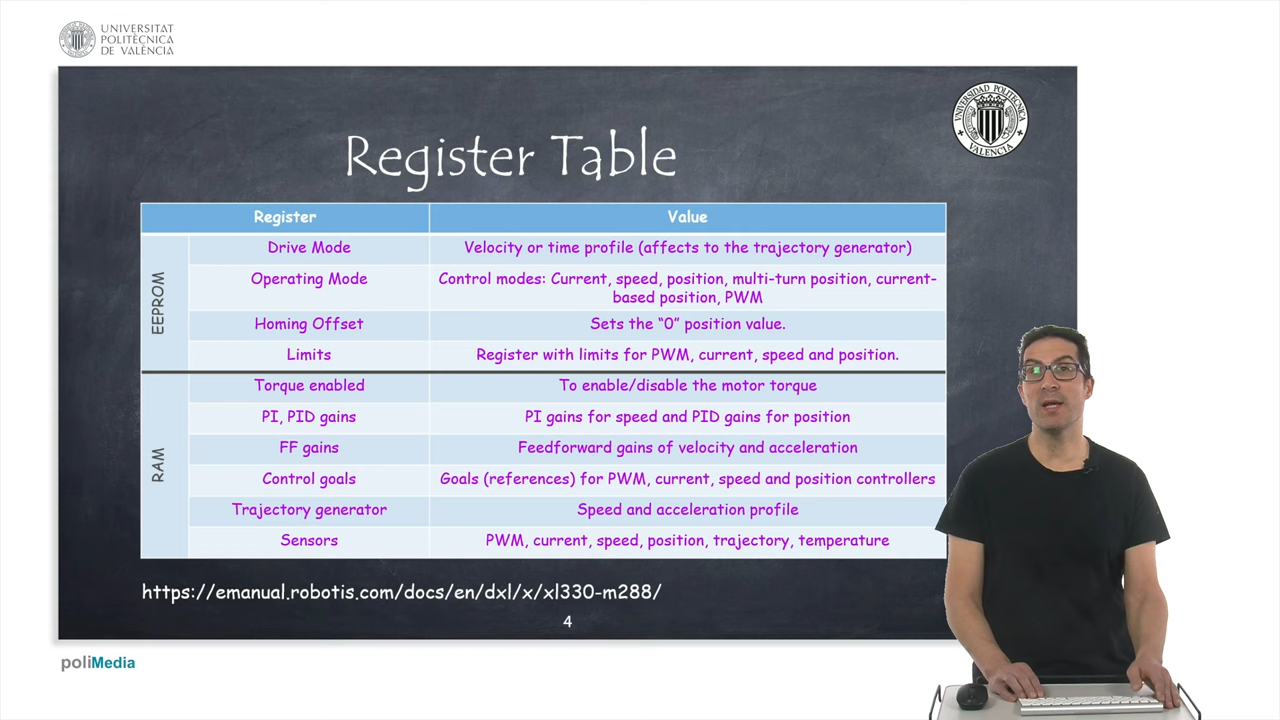 UNIVERSITAT
POLITÈCNICA
DE VALÈNCIA
UNIVERSIDAD POLITECNICA
VALENCIA
Register Table
Register Value
EEPROM
Drive Mode Velocity or time profile (affects to the trajectory generator)
Operating Mode Control modes: Current, speed, position, multi-turn position, current-
based position, PWM
Homing Offset Sets the “0” position value.
Limits Register with limits for PWM, current, speed and position.
RAM
Torque enabled To enable/disable the motor torque
PI, PID gains PI gains for speed and PID gains for position
FF gains Feedforward gains of velocity and acceleration
Control goals Goals (references) for PWM, current, speed and position controllers
Trajectory generator Speed and acceleration profile
Sensors PWM, current, speed, position, trajectory, temperature
https://emanual.robotis.com/docs/en/dxl/x/xl330-m288/
4
poliMedia